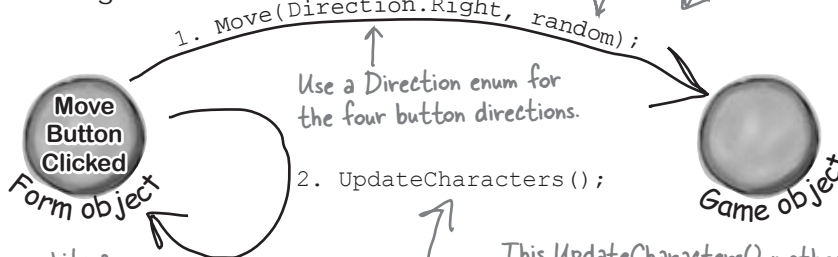 1. Move(Direction.Right, random);
Use a Direction enum for
the four button directions.
Move
Button
Clicked
Form object
2. UpdateCharacters();
Game object
This UpdateCharacters()